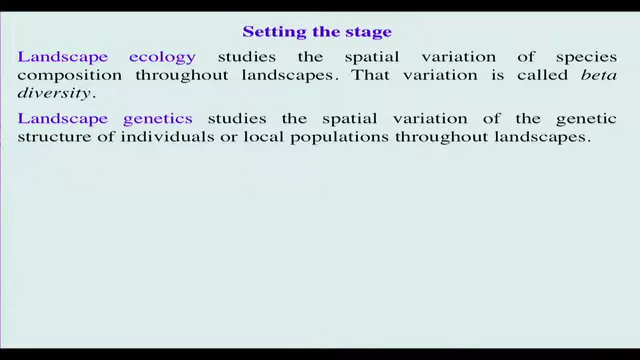 Setting the stage
Landscape ecology studies the spatial variation of species
composition throughout landscapes. That variation is called beta
diversity.
Landscape genetics studies the spatial variation of the genetic
structure of individuals or local populations throughout landscapes.